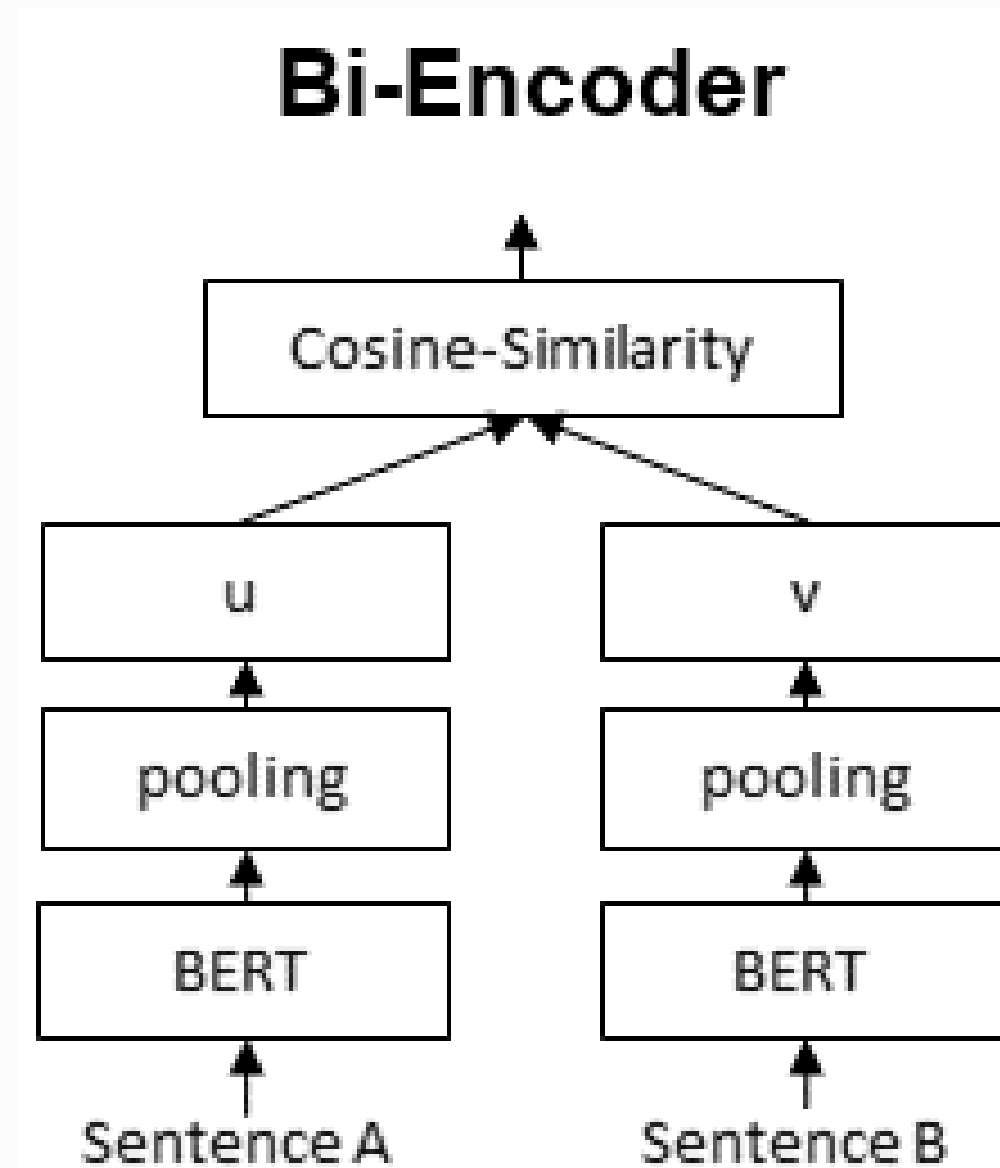 Bi-Encoder
Cosine-Similarity
u
v
pooling
pooling
BERT
BERT
Sentence A
Sentence B